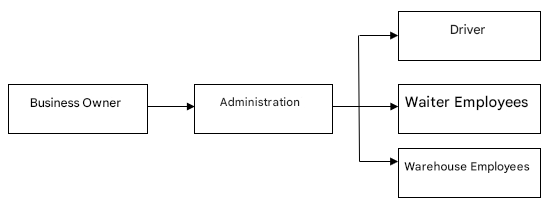 Driver
Business Owner
Administration
Waiter Employees
Warehouse Employees